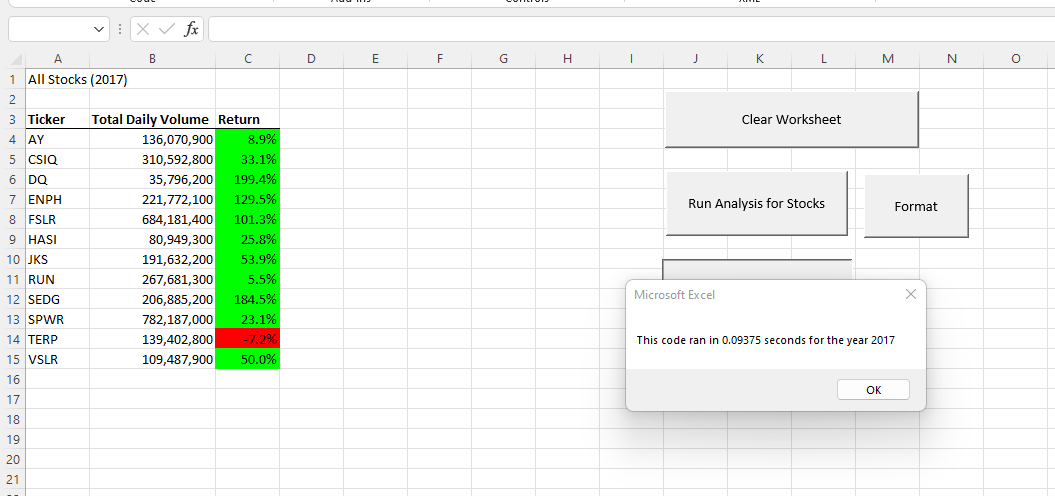 Code Add-ins Controls XML
fx
A B C D E F G H I J K L M N O
1 All Stocks (2017)
2
3 Ticker Total Daily Volume Return
4 AY 136,070,900 8.9%
5 CSIQ 310,592,800 33.1%
6 DQ 35,796,200 199.4%
7 ENPH 221,772,100 129.5%
8 FSLR 684,181,400 101.3%
9 HASI 80,949,300 25.8%
10 JKS 191,632,200 53.9%
11 RUN 267,681,300 5.5%
12 SEDG 206,885,200 184.5%
13 SPWR 782,187,000 23.1%
14 TERP 139,402,800 -7.2%
15 VSLR 109,487,900 50.0%
16
17
18
19
20
21
Clear Worksheet
Run Analysis for Stocks
Format
Microsoft Excel
This code ran in 0.09375 seconds for the year 2017
OK